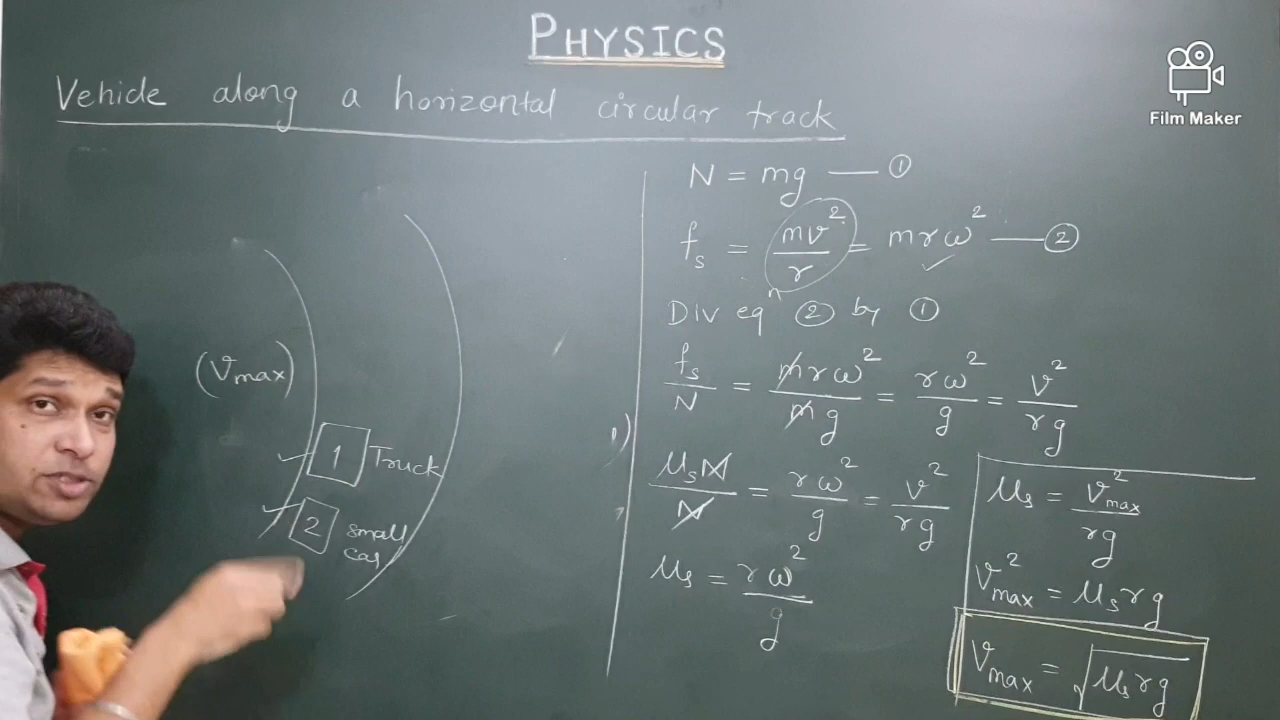 PHYSICS
Vehicle along a horizontal circular track
Film Maker
(Vmax)
1 Truck
2 small
car
N = mg — ①
fs = mv²/r = mrω² — ②
Div eqⁿ ② by ①
fs/N = mrω²/mg = rω²/g = v²/rg
μsN/N = rω²/g = v²/rg
μs = rω²/g
μs = v²max/rg
v²max = μsrg
Vmax = √μsrg